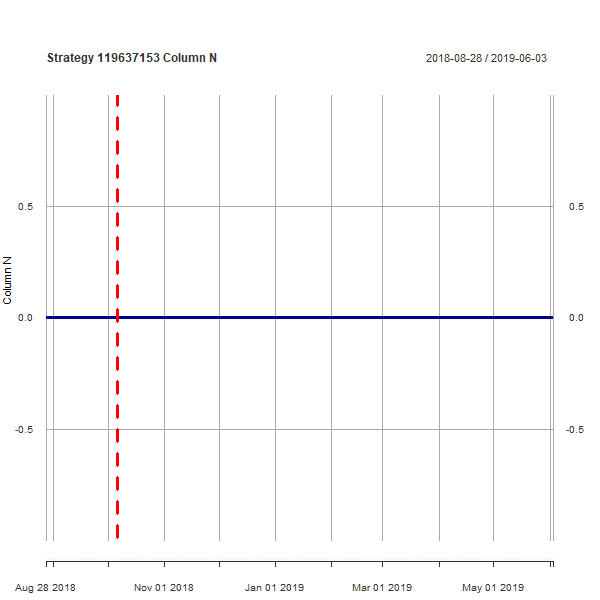 Strategy 119637153 Column N 2018-08-28 / 2019-06-03
0.5 0.5
Column N
0.0 0.0
-0.5 -0.5
Aug 28 2018 Nov 01 2018 Jan 01 2019 Mar 01 2019 May 01 2019